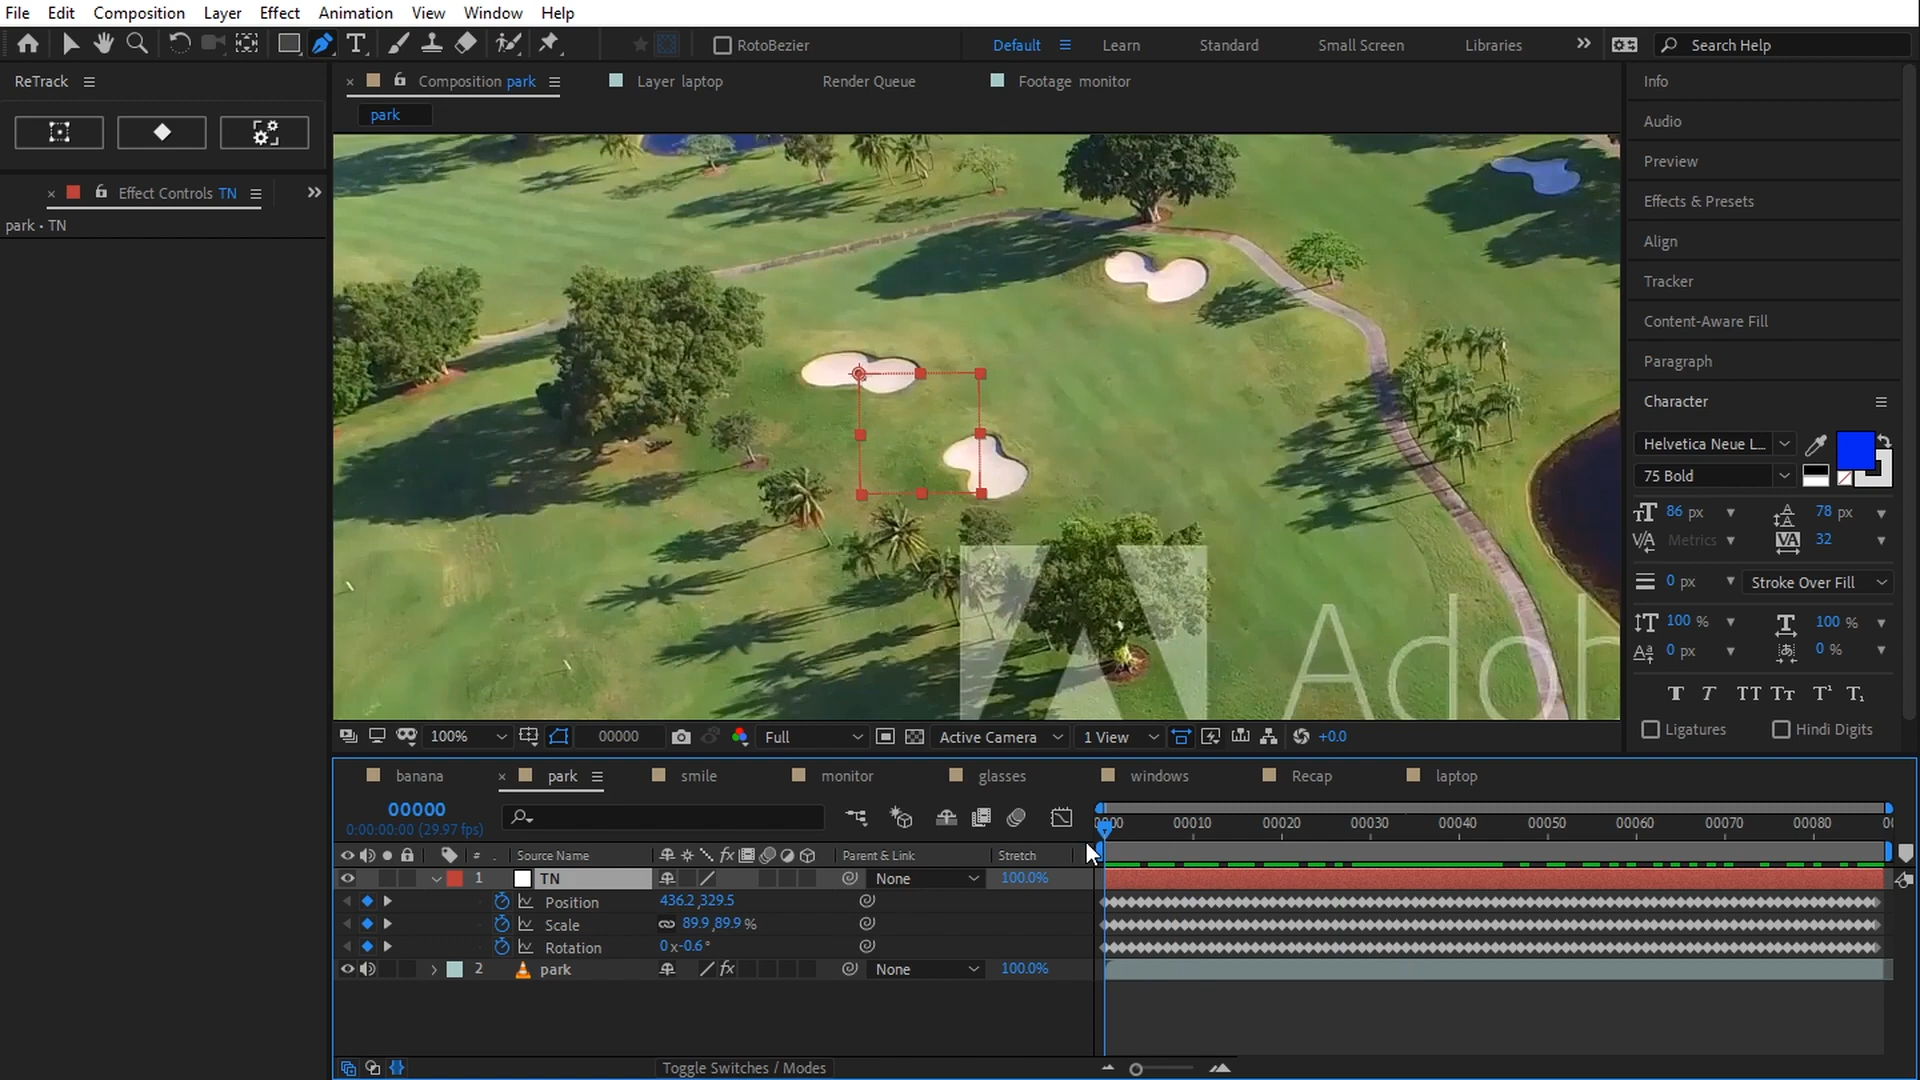 File Edit Composition Layer Effect Animation View Window Help
RotoBezier Default Learn Standard Small Screen Libraries Search Help
ReTrack
Composition park Layer laptop Render Queue Footage monitor
park
Effect Controls TN
park • TN
Info
Audio
Preview
Effects & Presets
Align
Tracker
Content-Aware Fill
Paragraph
Character
Helvetica Neue L...
75 Bold
86 px 78 px
Metrics 32
0 px Stroke Over Fill
100 % 100 %
0 px 0 %
Ligatures Hindi Digits
Adob
100% 00000 Full Active Camera 1 View +0.0
banana park smile monitor glasses windows Recap laptop
00000
0:00:00:00 (29.97 fps)
00010 00020 00030 00040 00050 00060 00070 00080
# Source Name fx Parent & Link Stretch
1 TN None 100.0%
Position 436.2,329.5
Scale 89.9,89.9%
Rotation 0x-0.6°
2 park fx None 100.0%
Toggle Switches / Modes